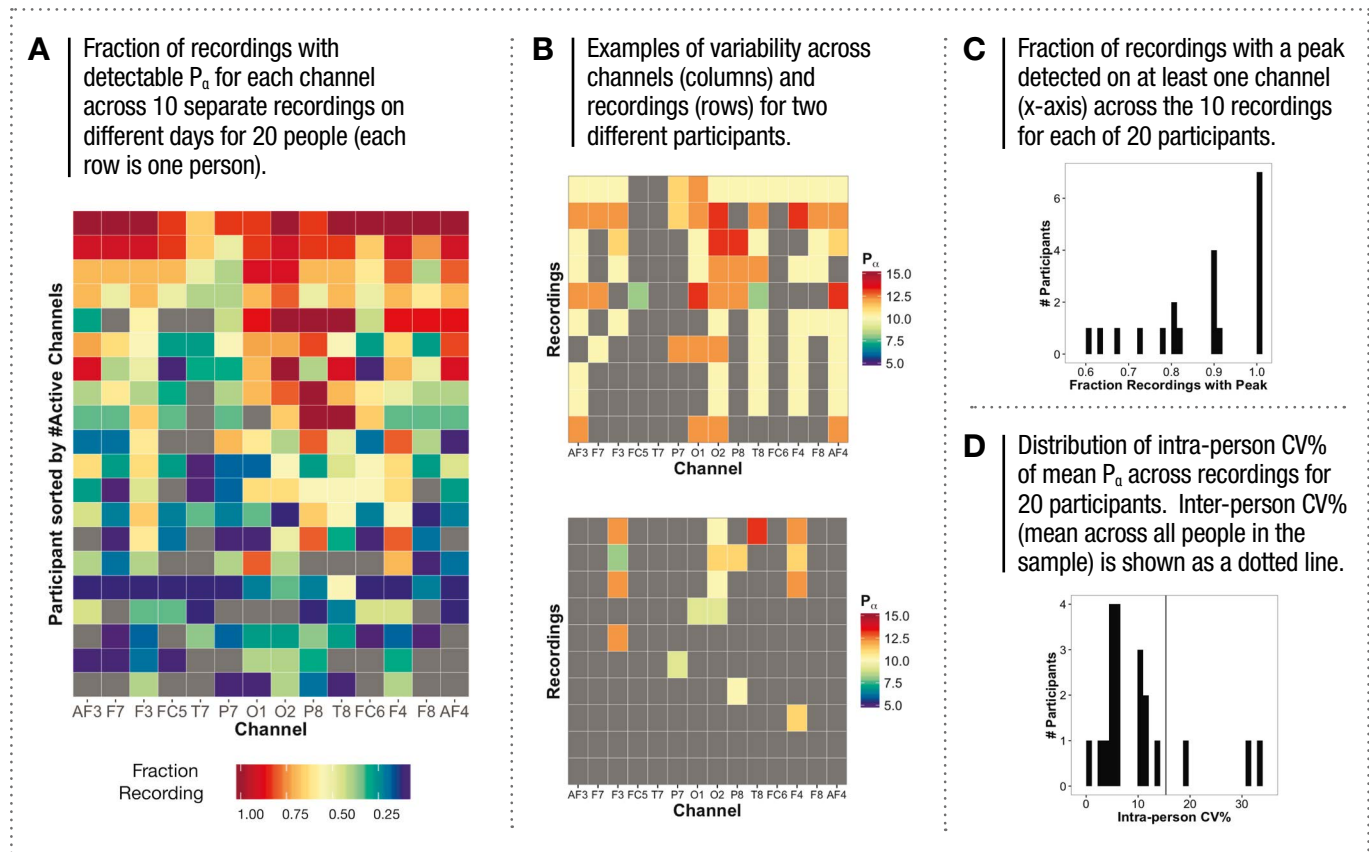 A
Fraction of recordings with
detectable Pα for each channel
across 10 separate recordings on
different days for 20 people (each
row is one person).
Participant sorted by #Active Channels
AF3 F7 F3 FC5 T7 P7 O1 O2 P8 T8 FC6 F4 F8 AF4
Channel
Fraction
Recording
1.00 0.75 0.50 0.25
B
Examples of variability across
channels (columns) and
recordings (rows) for two
different participants.
Recordings
AF3 F7 F3 FC5 T7 P7 O1 O2 P8 T8 FC6 F4 F8 AF4
Channel
Pα
15.0
12.5
10.0
7.5
5.0
Recordings
AF3 F7 F3 FC5 T7 P7 O1 O2 P8 T8 FC6 F4 F8 AF4
Channel
Pα
15.0
12.5
10.0
7.5
5.0
C
Fraction of recordings with a peak
detected on at least one channel
(x-axis) across the 10 recordings
for each of 20 participants.
# Participants
6
4
2
0
0.6 0.7 0.8 0.9 1.0
Fraction Recordings with Peak
D
Distribution of intra-person CV%
of mean Pα across recordings for
20 participants. Inter-person CV%
(mean across all people in the
sample) is shown as a dotted line.
# Participants
4
3
2
1
0
0 10 20 30
Intra-person CV%